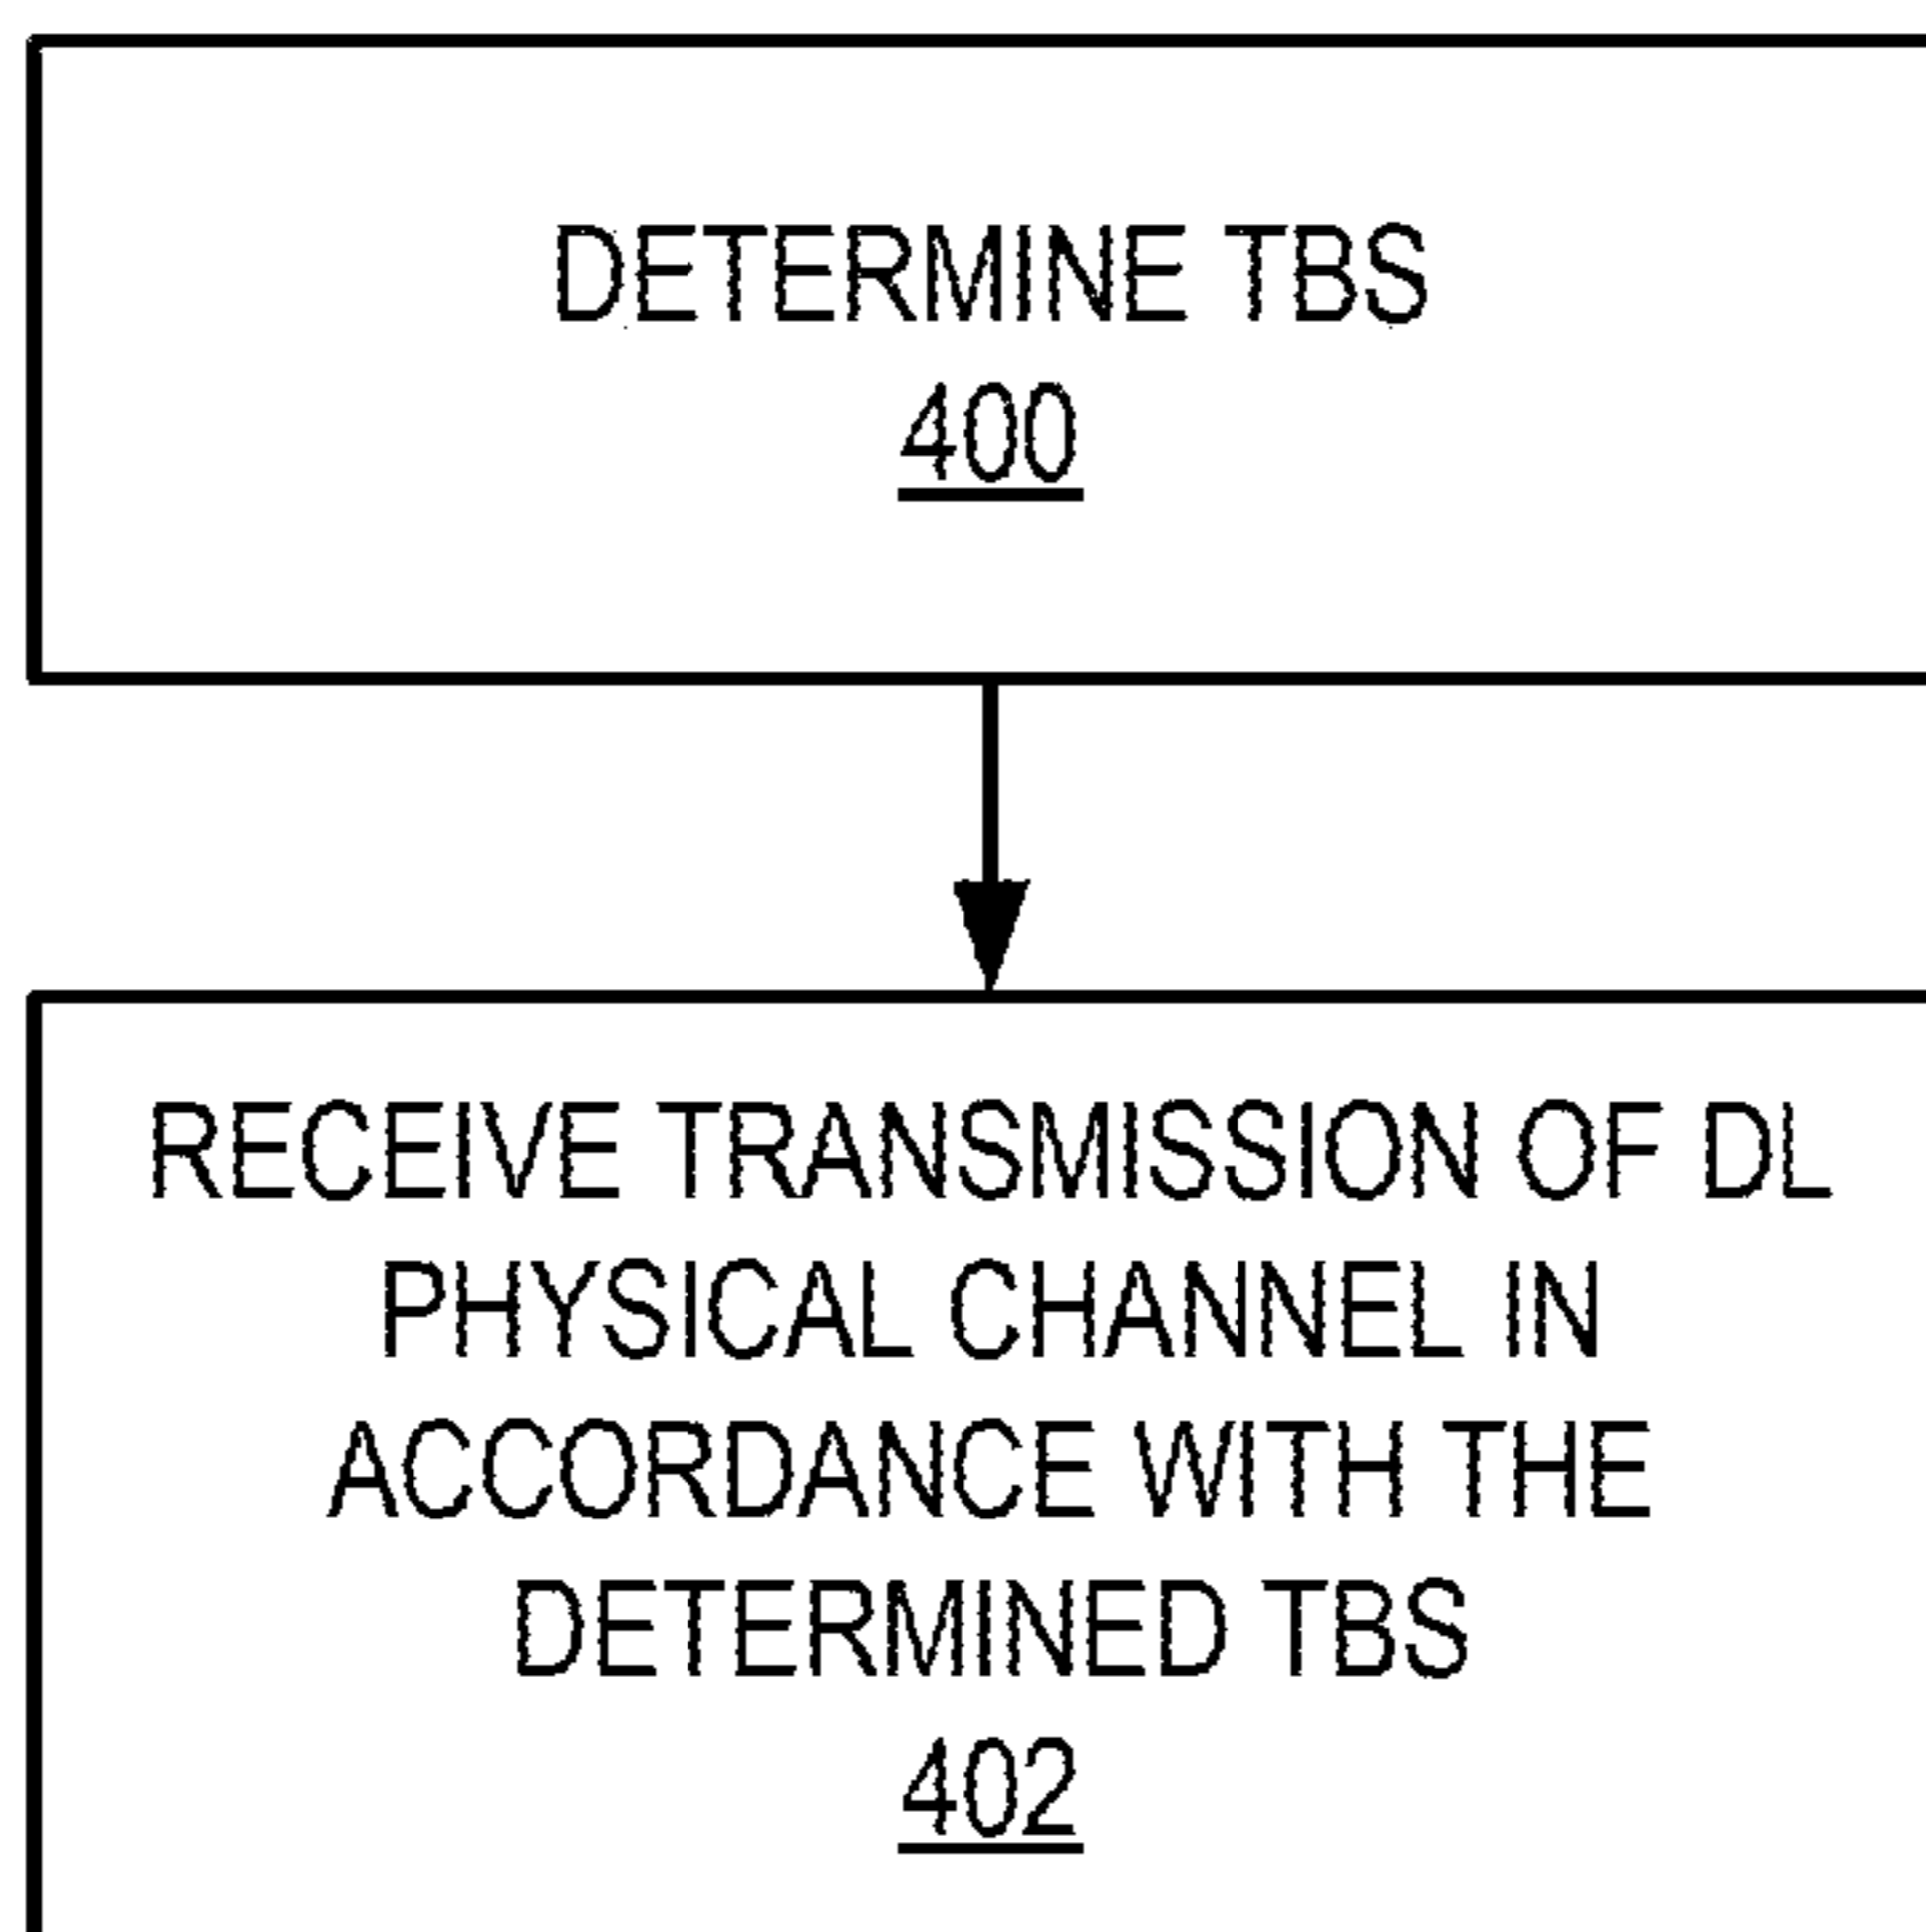 DETERMINE TBS
400
RECEIVE TRANSMISSION OF DL
PHYSICAL CHANNEL IN
ACCORDANCE WITH THE
DETERMINED TBS
402